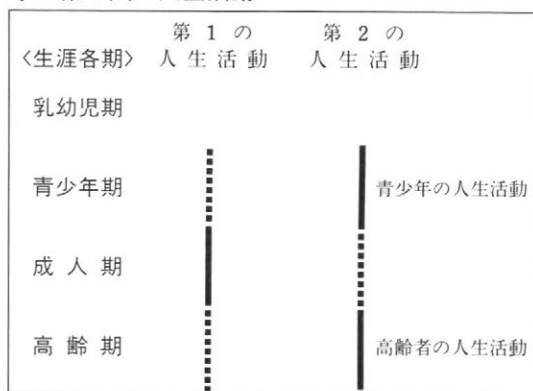 第 1 の 第 2 の
〈生涯各期〉 人 生 活 動 人 生 活 動
乳幼児期
青少年期 青少年の人生活動
成 人 期
高 齢 期 高齢者の人生活動